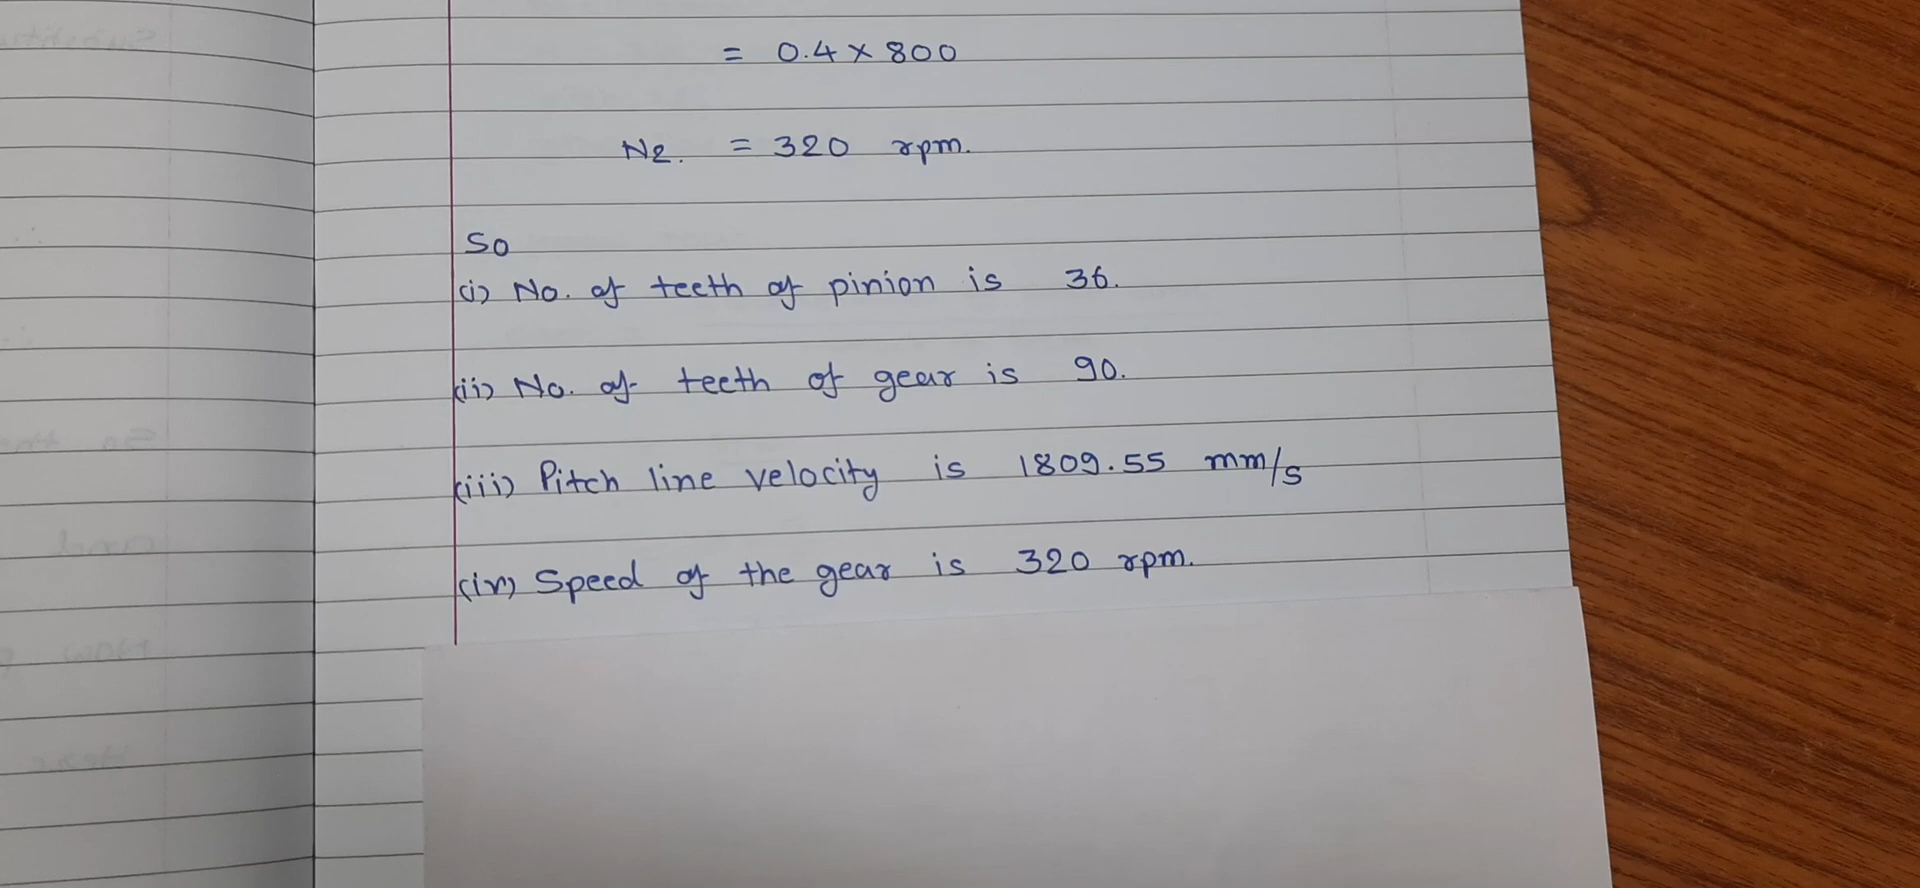 = 0.4 × 800
N2. = 320 rpm.
So
(i) No. of teeth of pinion is 36.
(ii) No. of teeth of gear is 90.
(iii) Pitch line velocity is 1809.55 mm/s
(iv) Speed of the gear is 320 rpm.